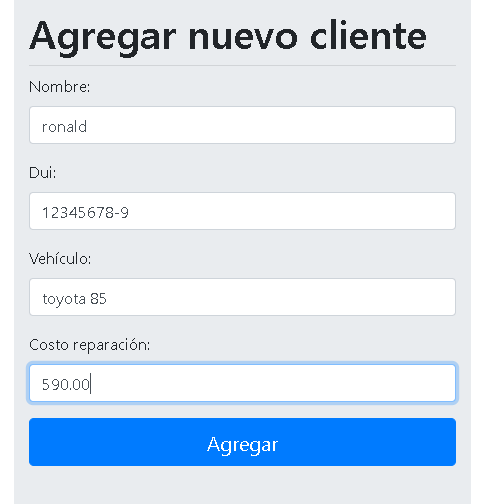 Agregar nuevo cliente
Nombre:
ronald
Dui:
12345678-9
Vehículo:
toyota 85
Costo reparación:
590.00
Agregar